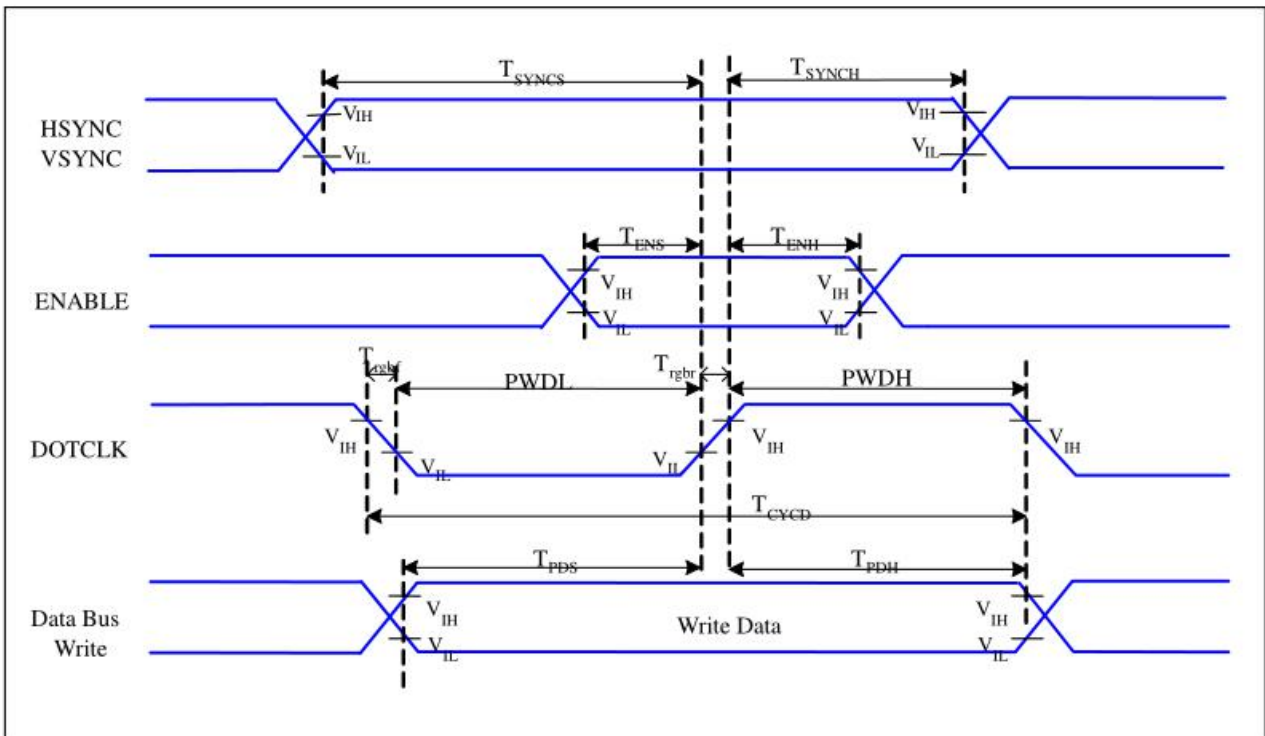 TSYNCS
TSYNCH
HSYNC
VSYNC
VIH
VIL
VIH
VIL
TENS
TENH
ENABLE
VIH
VIL
VIH
VIL
Trgbf
PWDL
Trgbr
PWDH
DOTCLK
VIH
VIL
VIL
VIH
VIH
TCYCD
TPDS
TPDH
Data Bus
Write
VIH
VIL
Write Data
VIH
VIL